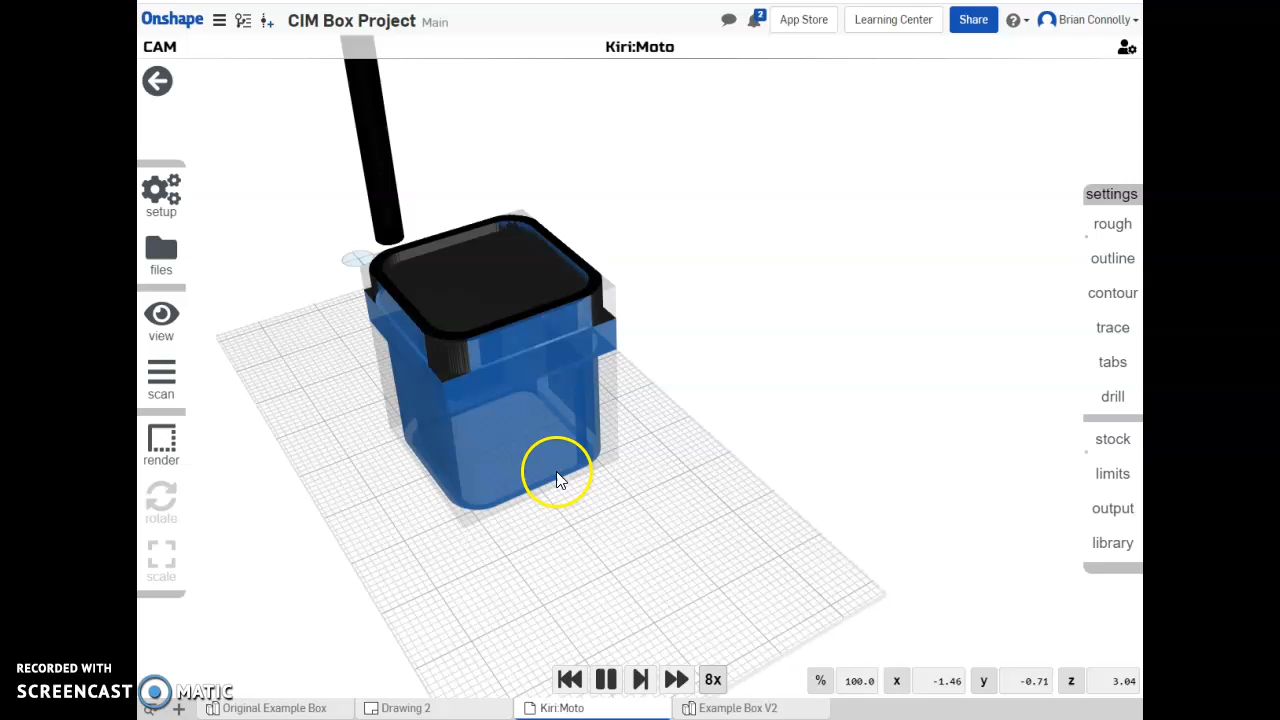 Onshape CIM Box Project Main 2 App Store Learning Center Share Brian Connolly
CAM Kiri:Moto
setup
files
view
scan
render
rotate
scale
settings
rough
outline
contour
trace
tabs
drill
stock
limits
output
library
8x % 100.0 x -1.46 y -0.71 z 3.04
Original Example Box Drawing 2 Kiri:Moto Example Box V2
RECORDED WITH
SCREENCAST MATIC